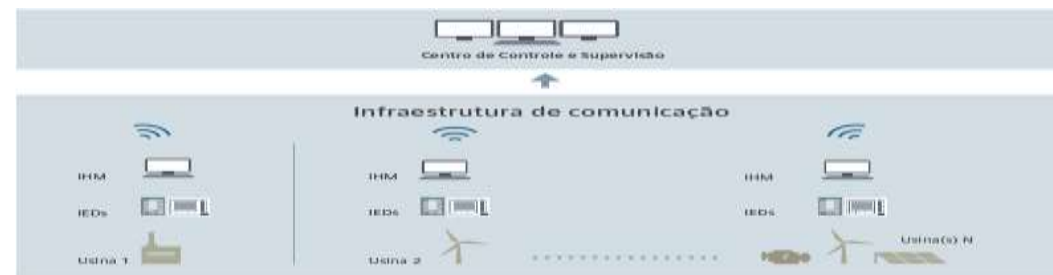 Centro de Controle e Supervisão
Infraestrutura de comunicação
IHM
IHM
IHM
IEDs
IEDs
IEDs
Usina 1
Usina 2
Usina(s) N